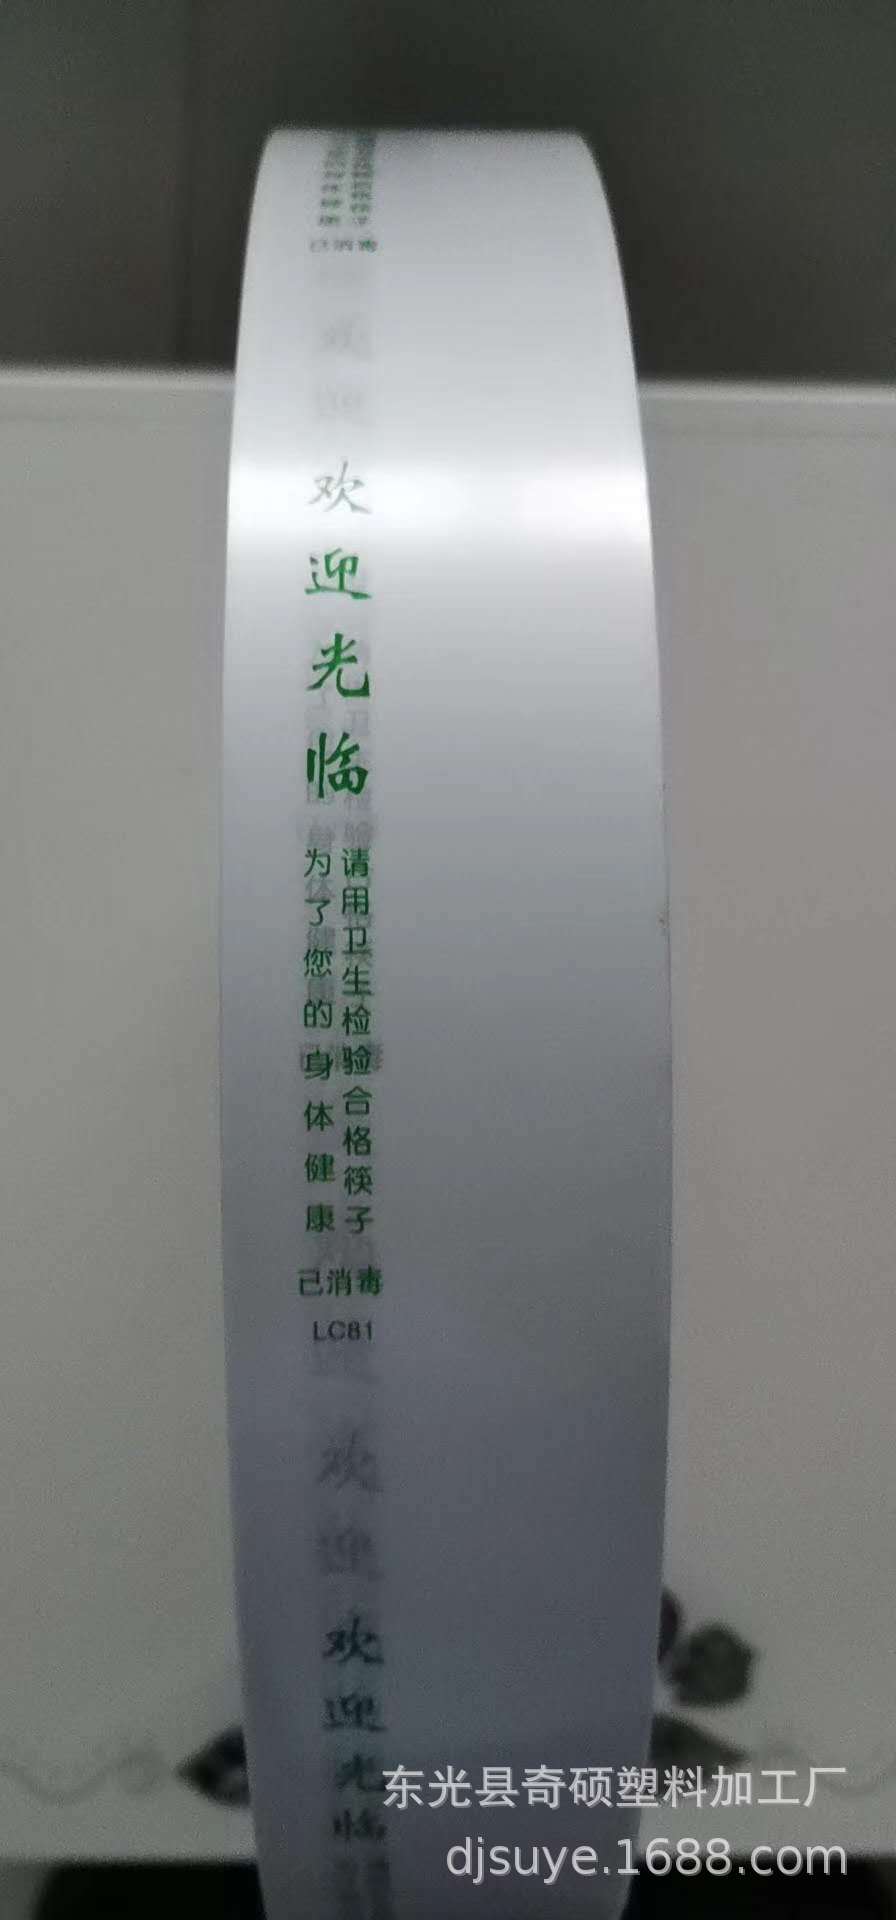 欢迎光临
请用卫生检验合格筷子
为了您的身体健康
己消毒
LC81
欢迎光临
东光县奇硕塑料加工厂
djsuye.1688.com